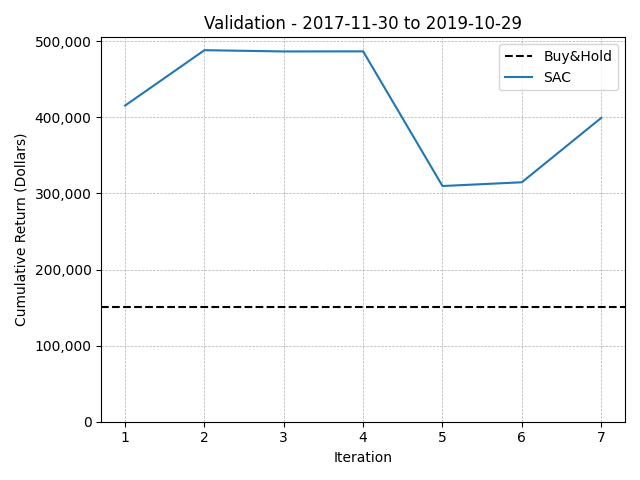 Validation - 2017-11-30 to 2019-10-29
Cumulative Return (Dollars)
500,000
400,000
300,000
200,000
100,000
0
Buy&Hold
SAC
1 2 3 4 5 6 7
Iteration